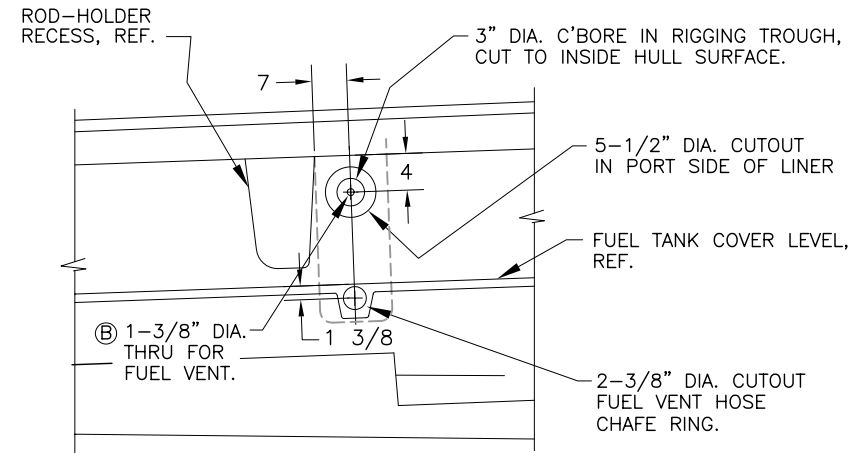 ROD-HOLDER
RECESS, REF.
3" DIA. C'BORE IN RIGGING TROUGH,
CUT TO INSIDE HULL SURFACE.
7
5-1/2" DIA. CUTOUT
IN PORT SIDE OF LINER
4
FUEL TANK COVER LEVEL,
REF.
B 1-3/8" DIA.
THRU FOR
FUEL VENT.
1 3/8
2-3/8" DIA. CUTOUT
FUEL VENT HOSE
CHAFE RING.